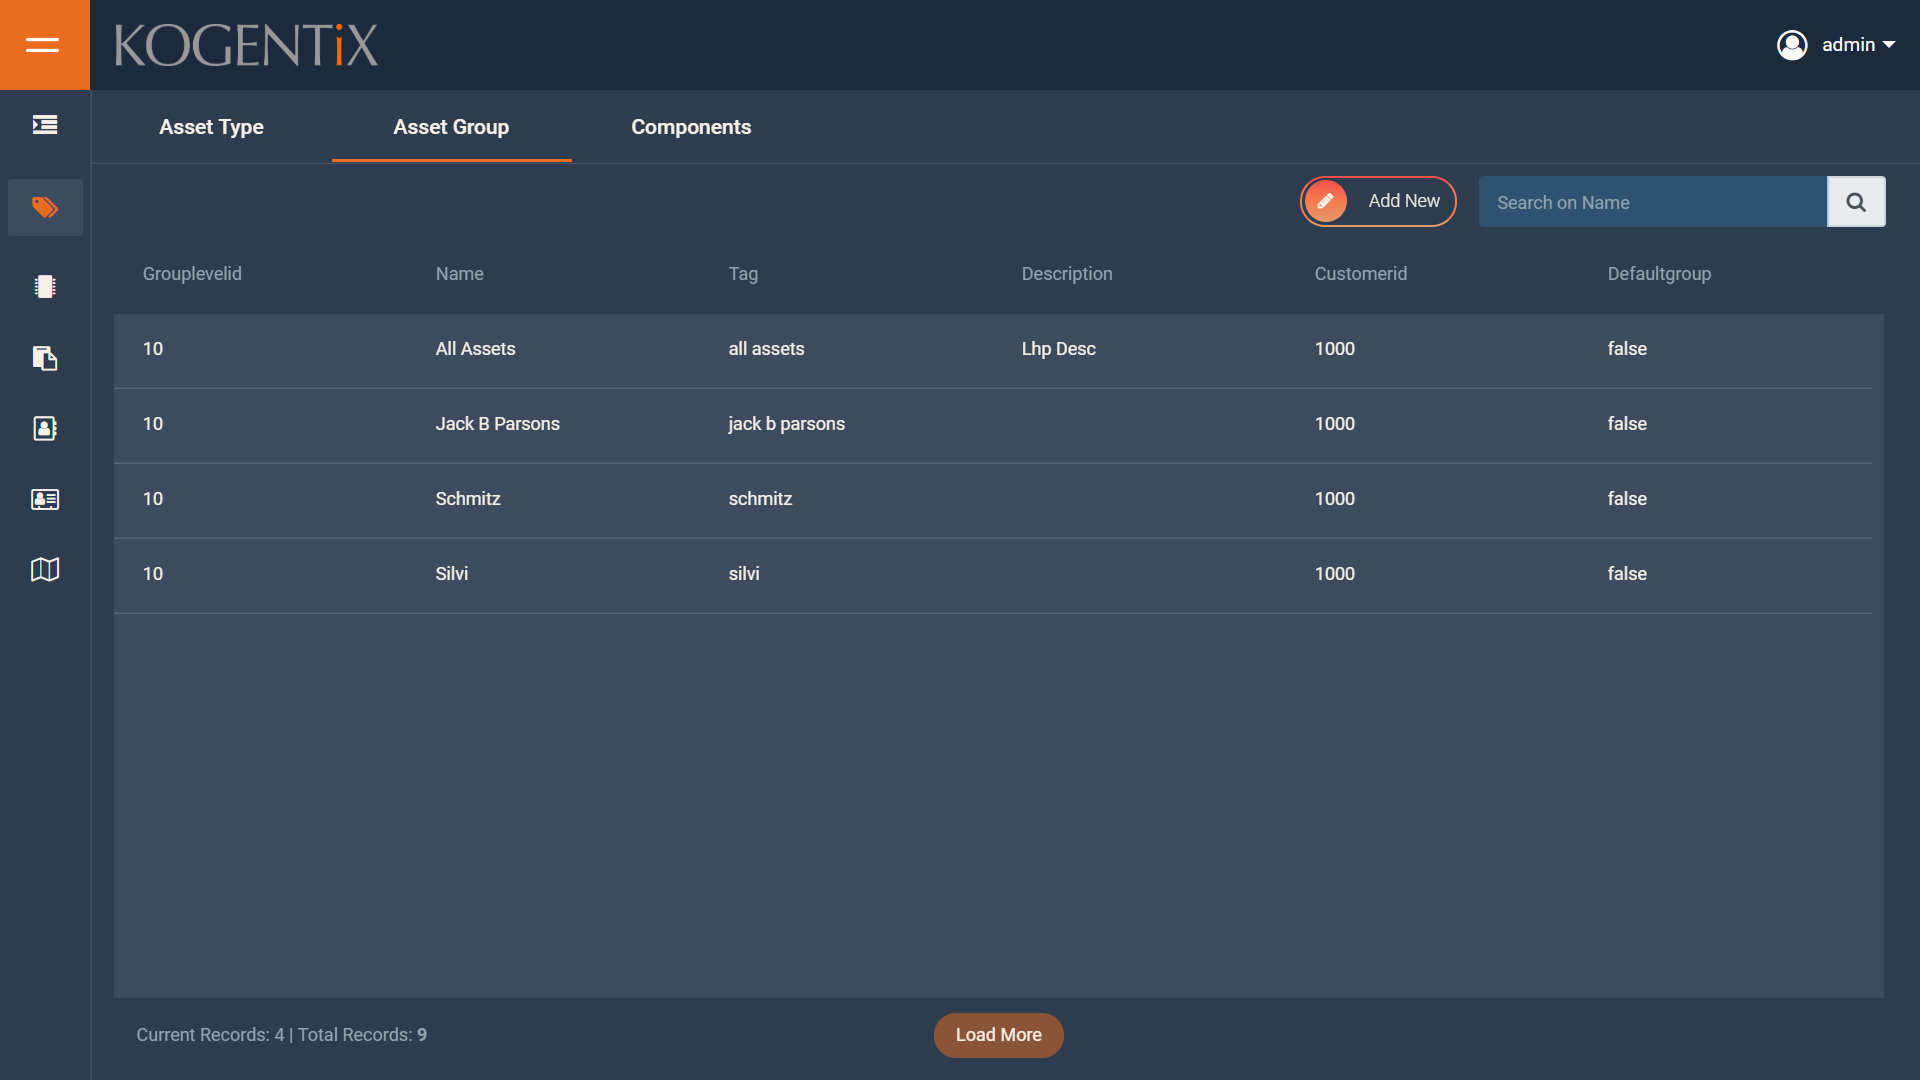 KOGENTiX
admin
Asset Type Asset Group Components
Add New
Search on Name
Grouplevelid Name Tag Description Customerid Defaultgroup
10 All Assets all assets Lhp Desc 1000 false
10 Jack B Parsons jack b parsons 1000 false
10 Schmitz schmitz 1000 false
10 Silvi silvi 1000 false
Current Records: 4 | Total Records: 9
Load More